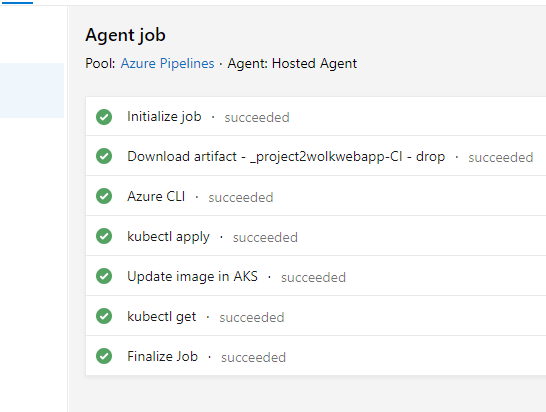 Agent job
Pool: Azure Pipelines · Agent: Hosted Agent
Initialize job · succeeded
Download artifact - _project2wolkwebapp-CI - drop · succeeded
Azure CLI · succeeded
kubectl apply · succeeded
Update image in AKS · succeeded
kubectl get · succeeded
Finalize Job · succeeded